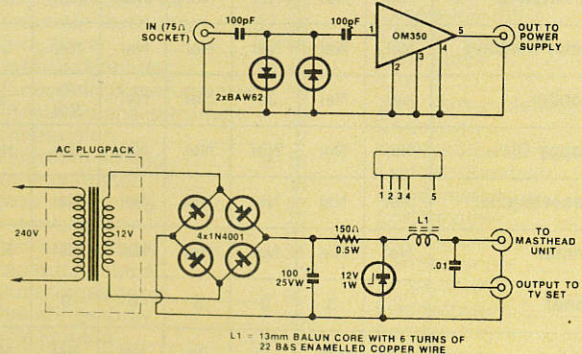 100pF
100pF
IN (75Ω
SOCKET)
1
OM350
5
OUT TO
POWER
SUPPLY
2
3
4
2xBAW62
AC PLUGPACK
240V
12V
4x1N4001
1 2 3 4 5
150Ω
0.5W
L1
TO
MASTHEAD
UNIT
100
25VW
12V
1W
.01
OUTPUT TO
TV SET
L1 = 13mm BALUN CORE WITH 6 TURNS OF
22 B&S ENAMELLED COPPER WIRE